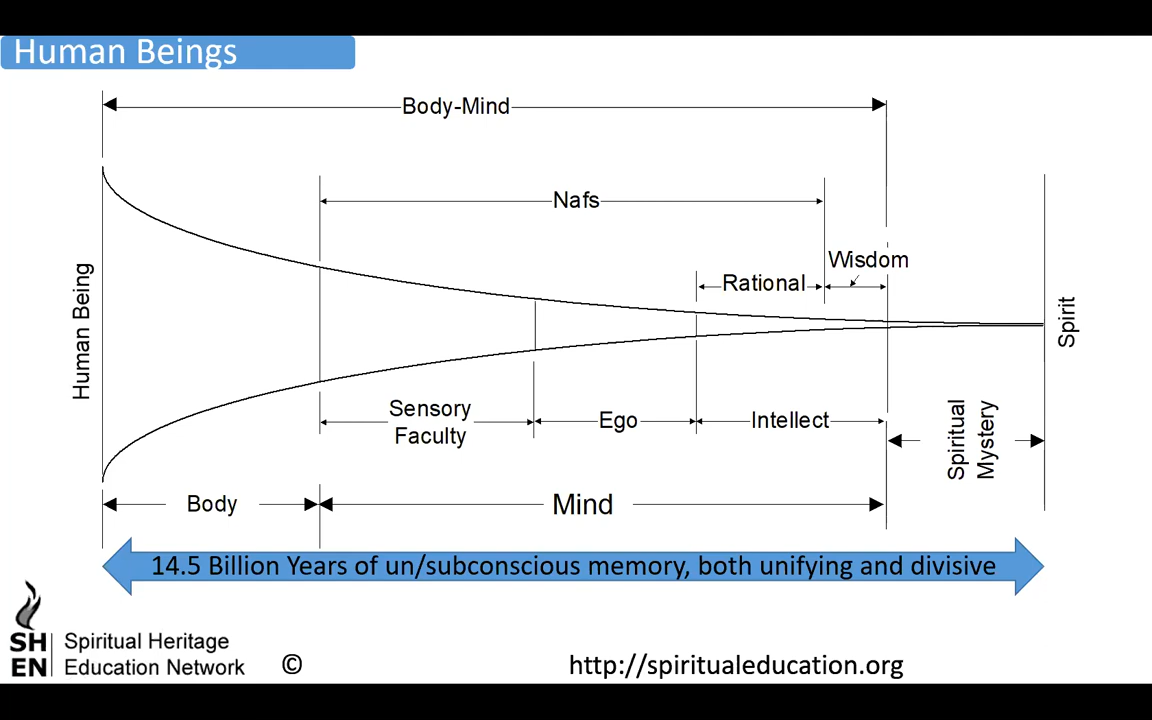 Human Beings
Body-Mind
Nafs
Wisdom
Rational
Human Being
Spirit
Sensory
Faculty
Ego
Intellect
Spiritual
Mystery
Body
Mind
14.5 Billion Years of un/subconscious memory, both unifying and divisive
SH
EN
Spiritual Heritage
Education Network
©
http://spiritualeducation.org